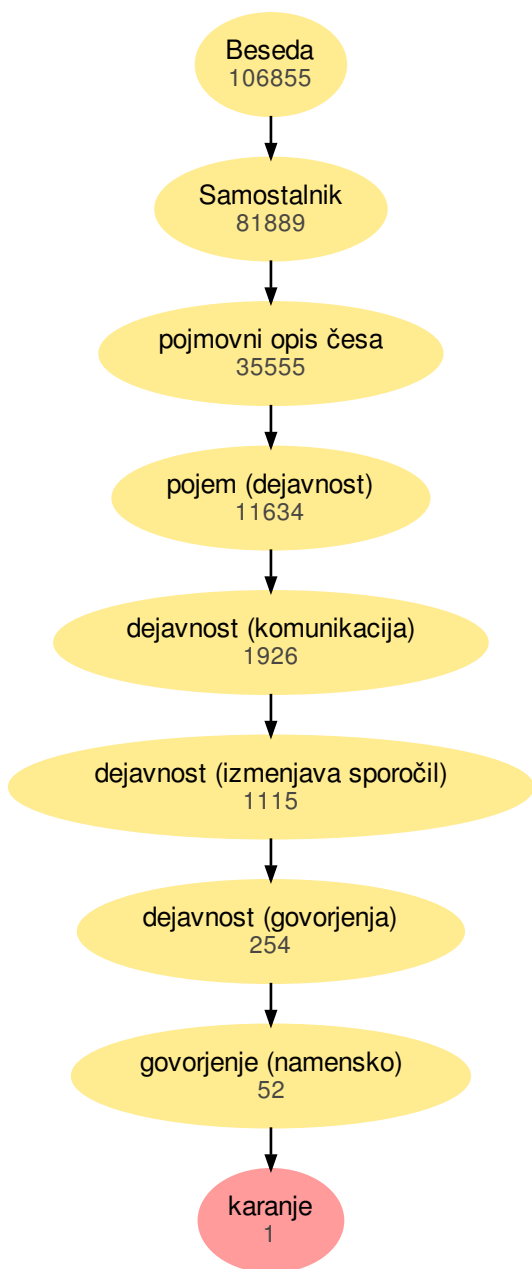 Beseda
106855
Samostalnik
81889
pojmovni opis česa
35555
pojem (dejavnost)
11634
dejavnost (komunikacija)
1926
dejavnost (izmenjava sporočil)
1115
dejavnost (govorjenja)
254
govorjenje (namensko)
52
karanje
1